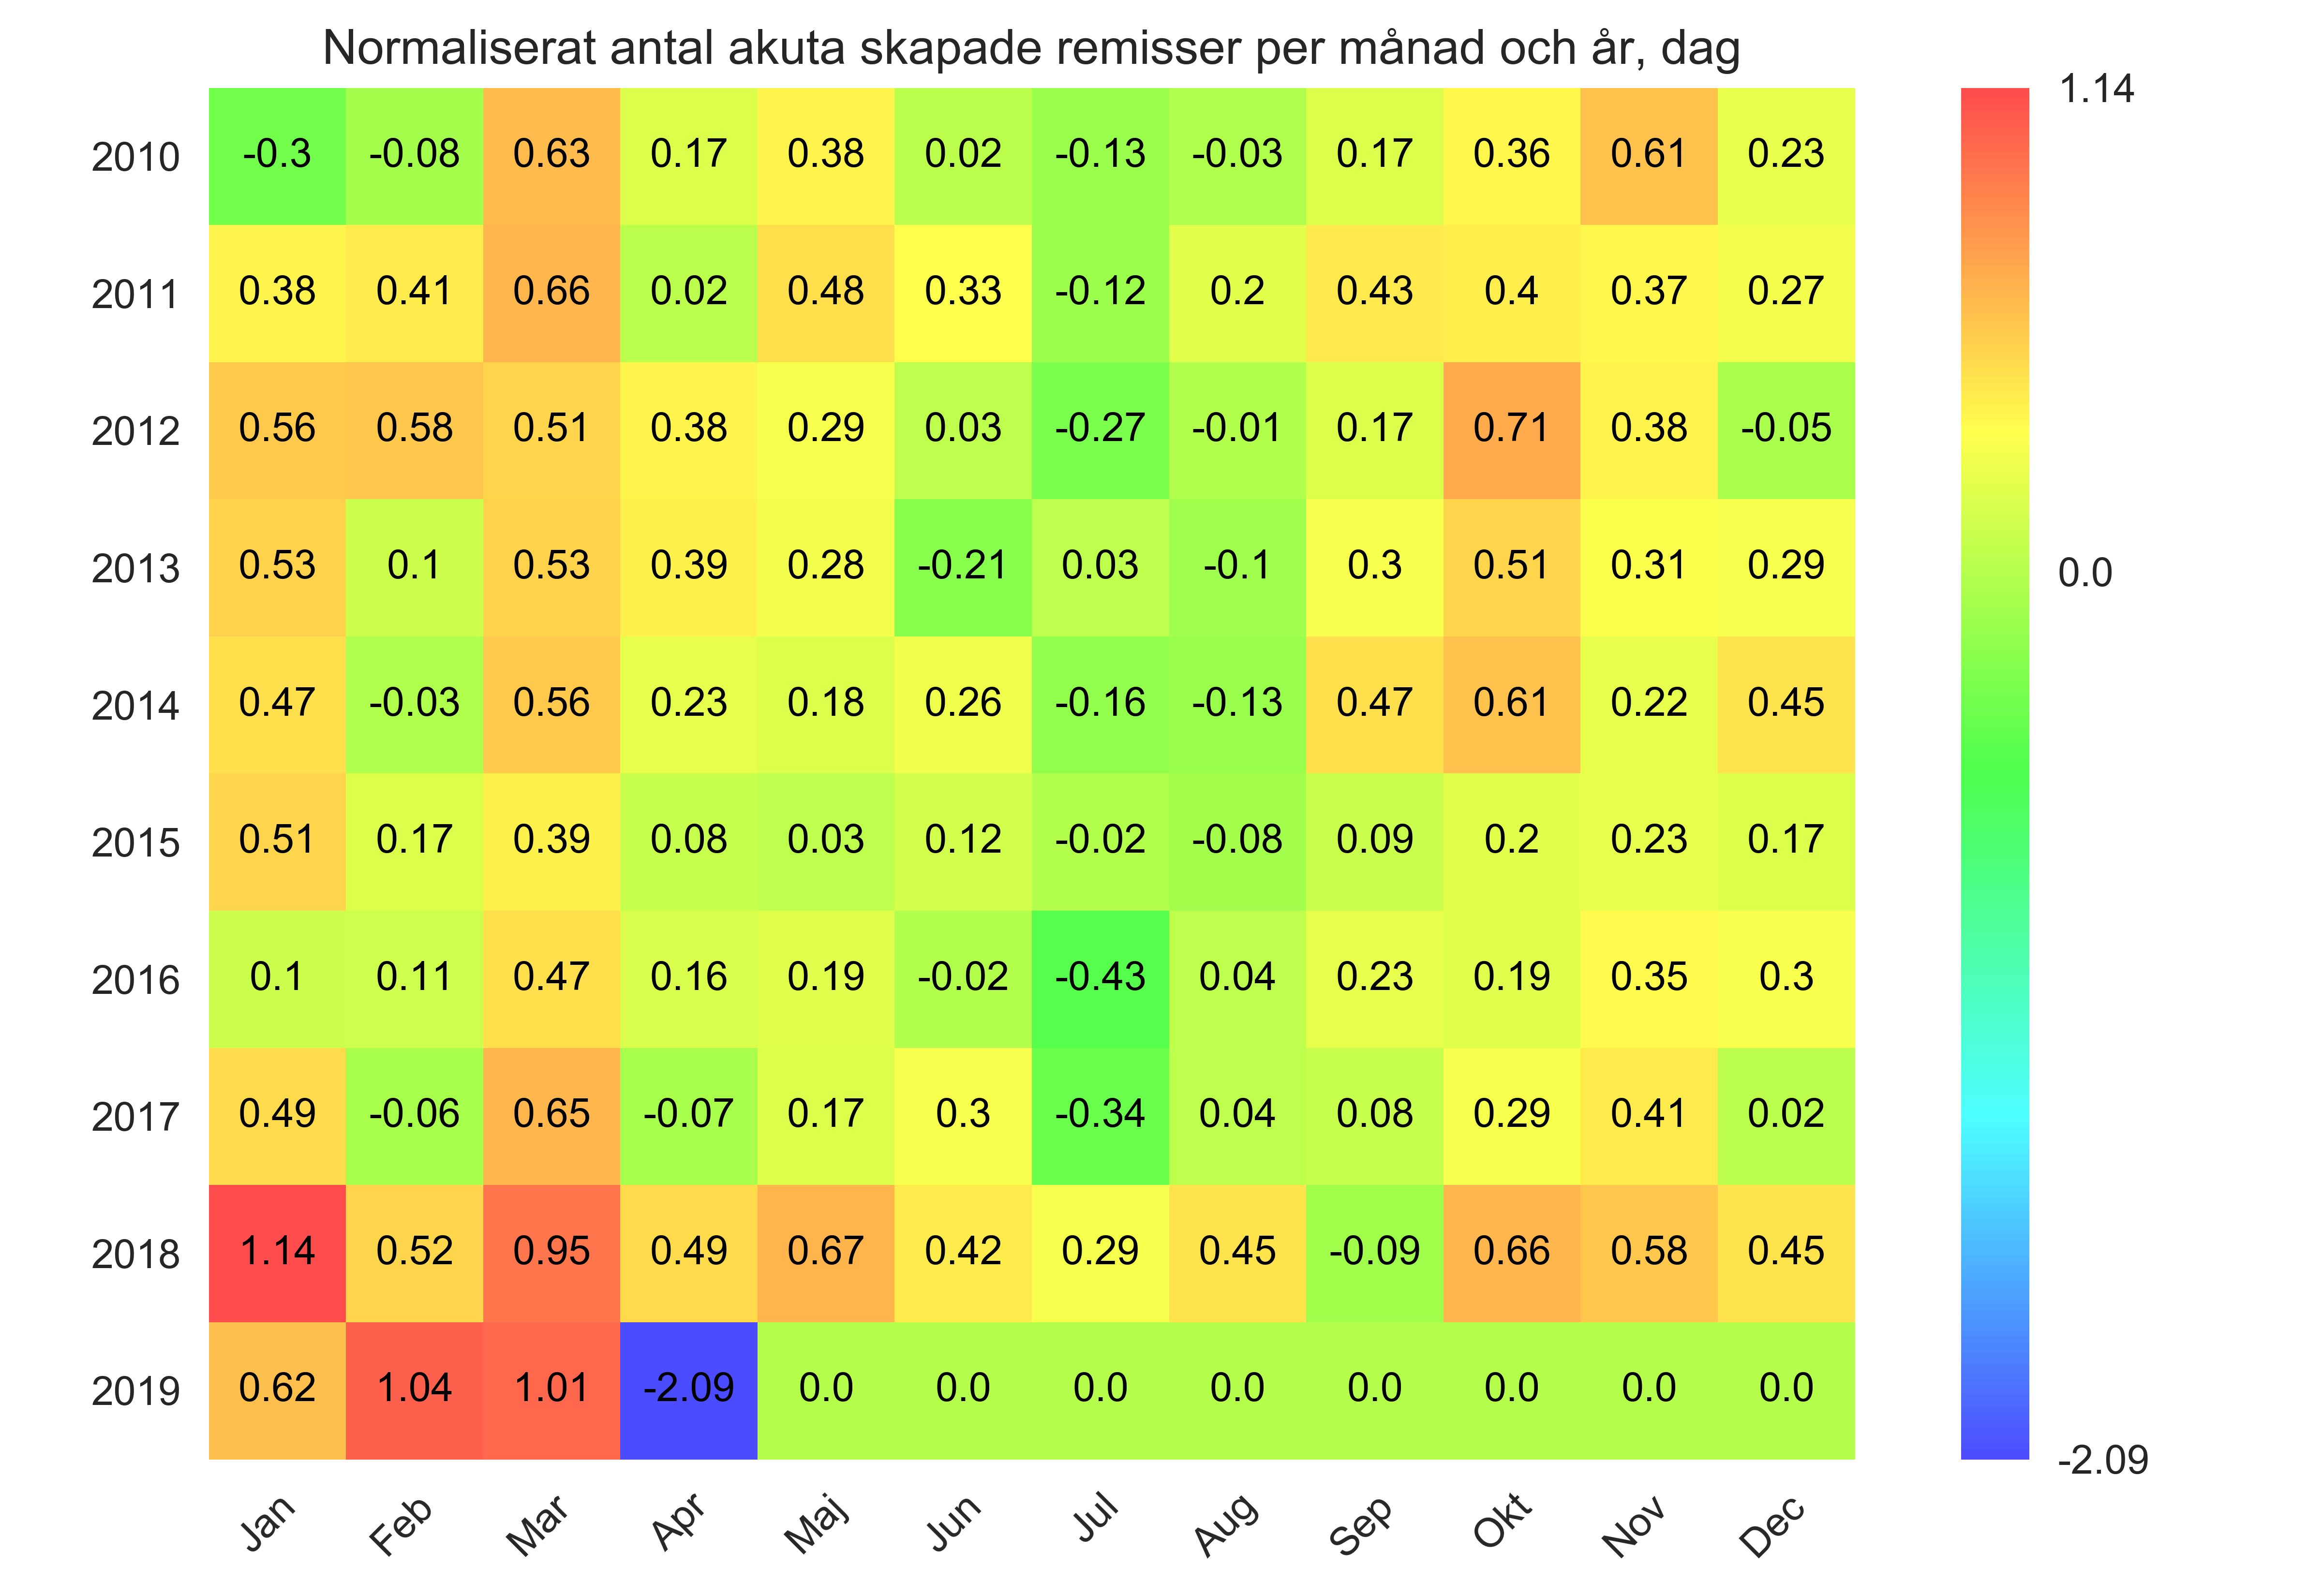 Normaliserat antal akuta skapade remisser per månad och år, dag
1.14
2010 -0.3 -0.08 0.63 0.17 0.38 0.02 -0.13 -0.03 0.17 0.36 0.61 0.23
2011 0.38 0.41 0.66 0.02 0.48 0.33 -0.12 0.2 0.43 0.4 0.37 0.27
2012 0.56 0.58 0.51 0.38 0.29 0.03 -0.27 -0.01 0.17 0.71 0.38 -0.05
2013 0.53 0.1 0.53 0.39 0.28 -0.21 0.03 -0.1 0.3 0.51 0.31 0.29
0.0
2014 0.47 -0.03 0.56 0.23 0.18 0.26 -0.16 -0.13 0.47 0.61 0.22 0.45
2015 0.51 0.17 0.39 0.08 0.03 0.12 -0.02 -0.08 0.09 0.2 0.23 0.17
2016 0.1 0.11 0.47 0.16 0.19 -0.02 -0.43 0.04 0.23 0.19 0.35 0.3
2017 0.49 -0.06 0.65 -0.07 0.17 0.3 -0.34 0.04 0.08 0.29 0.41 0.02
2018 1.14 0.52 0.95 0.49 0.67 0.42 0.29 0.45 -0.09 0.66 0.58 0.45
2019 0.62 1.04 1.01 -2.09 0.0 0.0 0.0 0.0 0.0 0.0 0.0 0.0
-2.09
Jan Feb Mar Apr Maj Jun Jul Aug Sep Okt Nov Dec